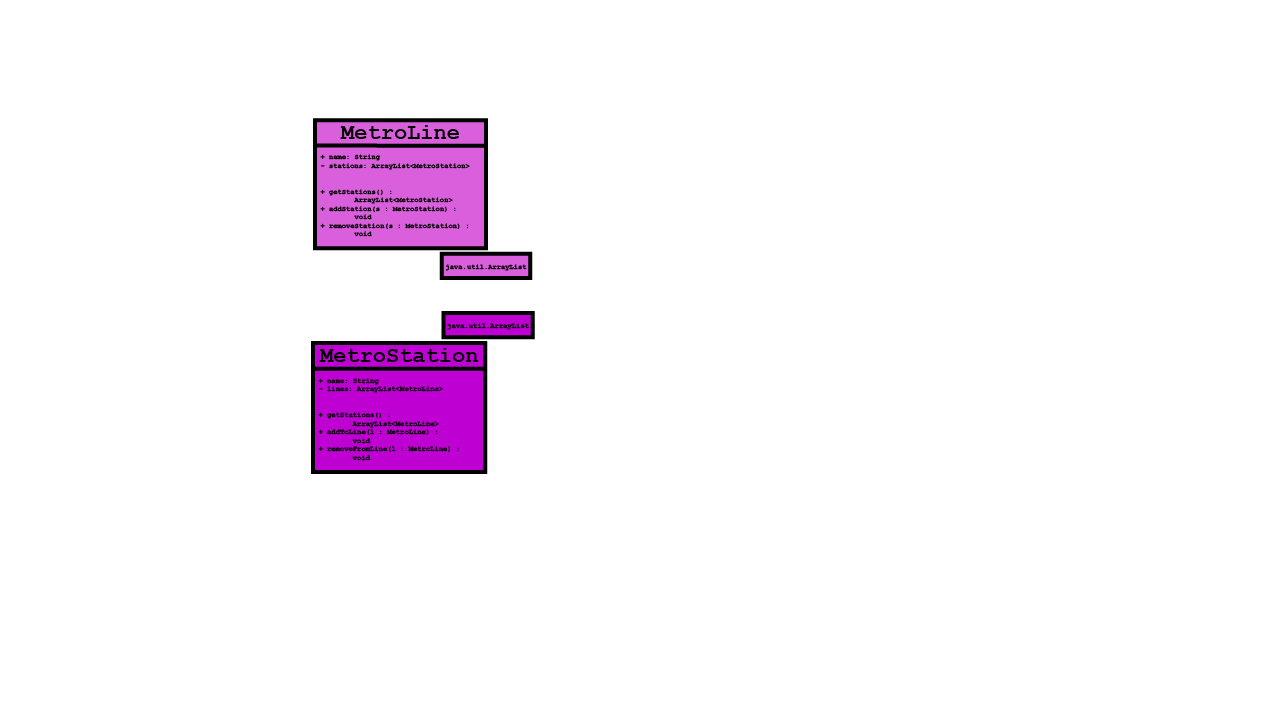 MetroLine
+ name: String
- stations: ArrayList<MetroStation>
+ getStations() :
ArrayList<MetroStation>
+ addStation(s : MetroStation) :
void
+ removeStation(s : MetroStation) :
void
java.util.ArrayList
java.util.ArrayList
MetroStation
+ name: String
- lines: ArrayList<MetroLine>
+ getStations() :
ArrayList<MetroLine>
+ addToLine(l : MetroLine) :
void
+ removeFromLine(l : MetroLine) :
void